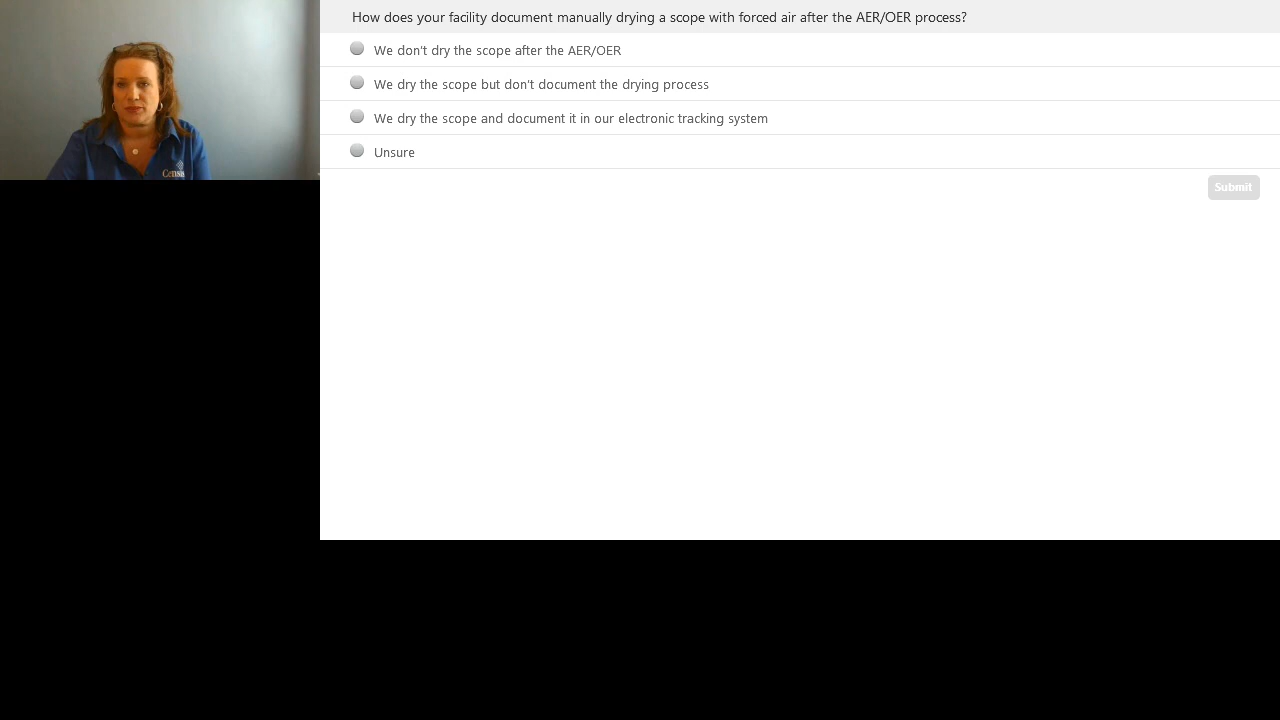 How does your facility document manually drying a scope with forced air after the AER/OER process?
We don't dry the scope after the AER/OER
We dry the scope but don't document the drying process
We dry the scope and document it in our electronic tracking system
Unsure
Submit
Censis